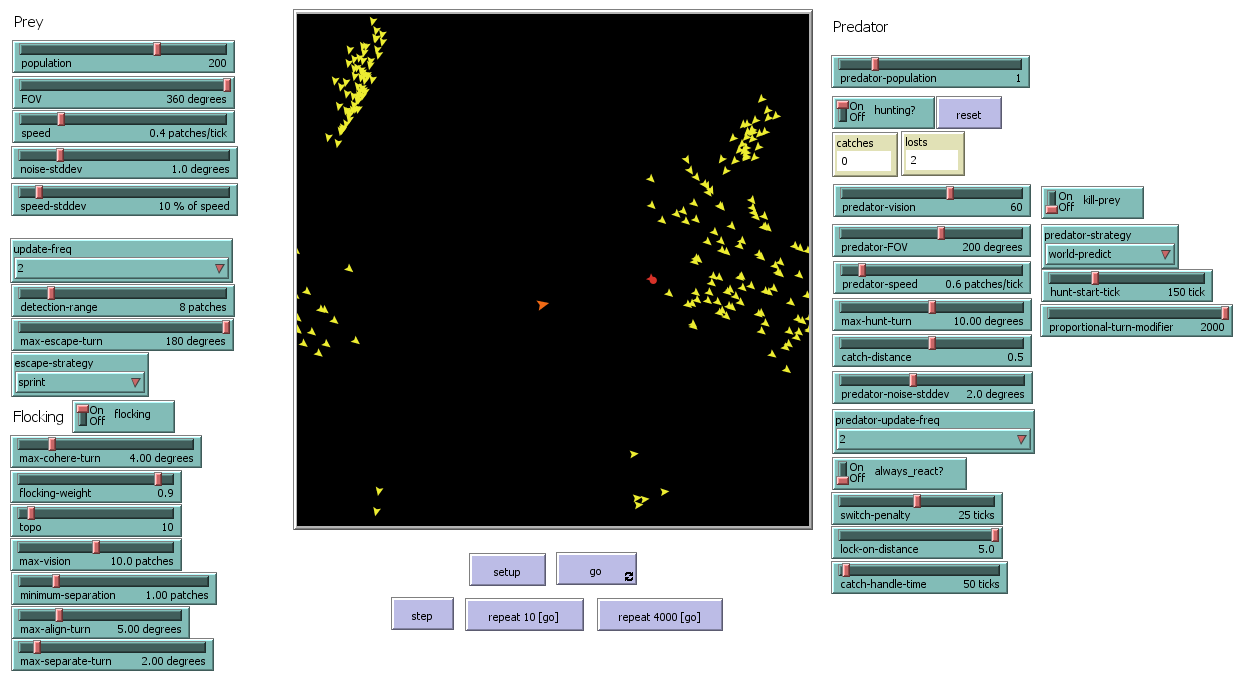 Prey
population 200
FOV 360 degrees
speed 0.4 patches/tick
noise-stddev 1.0 degrees
speed-stddev 10 % of speed
update-freq
2
detection-range 8 patches
max-escape-turn 180 degrees
escape-strategy
sprint
Flocking
On
Off
flocking
max-cohere-turn 4.00 degrees
flocking-weight 0.9
topo 10
max-vision 10.0 patches
minimum-separation 1.00 patches
max-align-turn 5.00 degrees
max-separate-turn 2.00 degrees
setup
go
step
repeat 10 [go]
repeat 4000 [go]
Predator
predator-population 1
On
Off
hunting?
reset
catches
0
losts
2
predator-vision 60
predator-FOV 200 degrees
predator-speed 0.6 patches/tick
max-hunt-turn 10.00 degrees
catch-distance 0.5
predator-noise-stddev 2.0 degrees
predator-update-freq
2
On
Off
always_react?
switch-penalty 25 ticks
lock-on-distance 5.0
catch-handle-time 50 ticks
On
Off
kill-prey
predator-strategy
world-predict
hunt-start-tick 150 tick
proportional-turn-modifier 2000